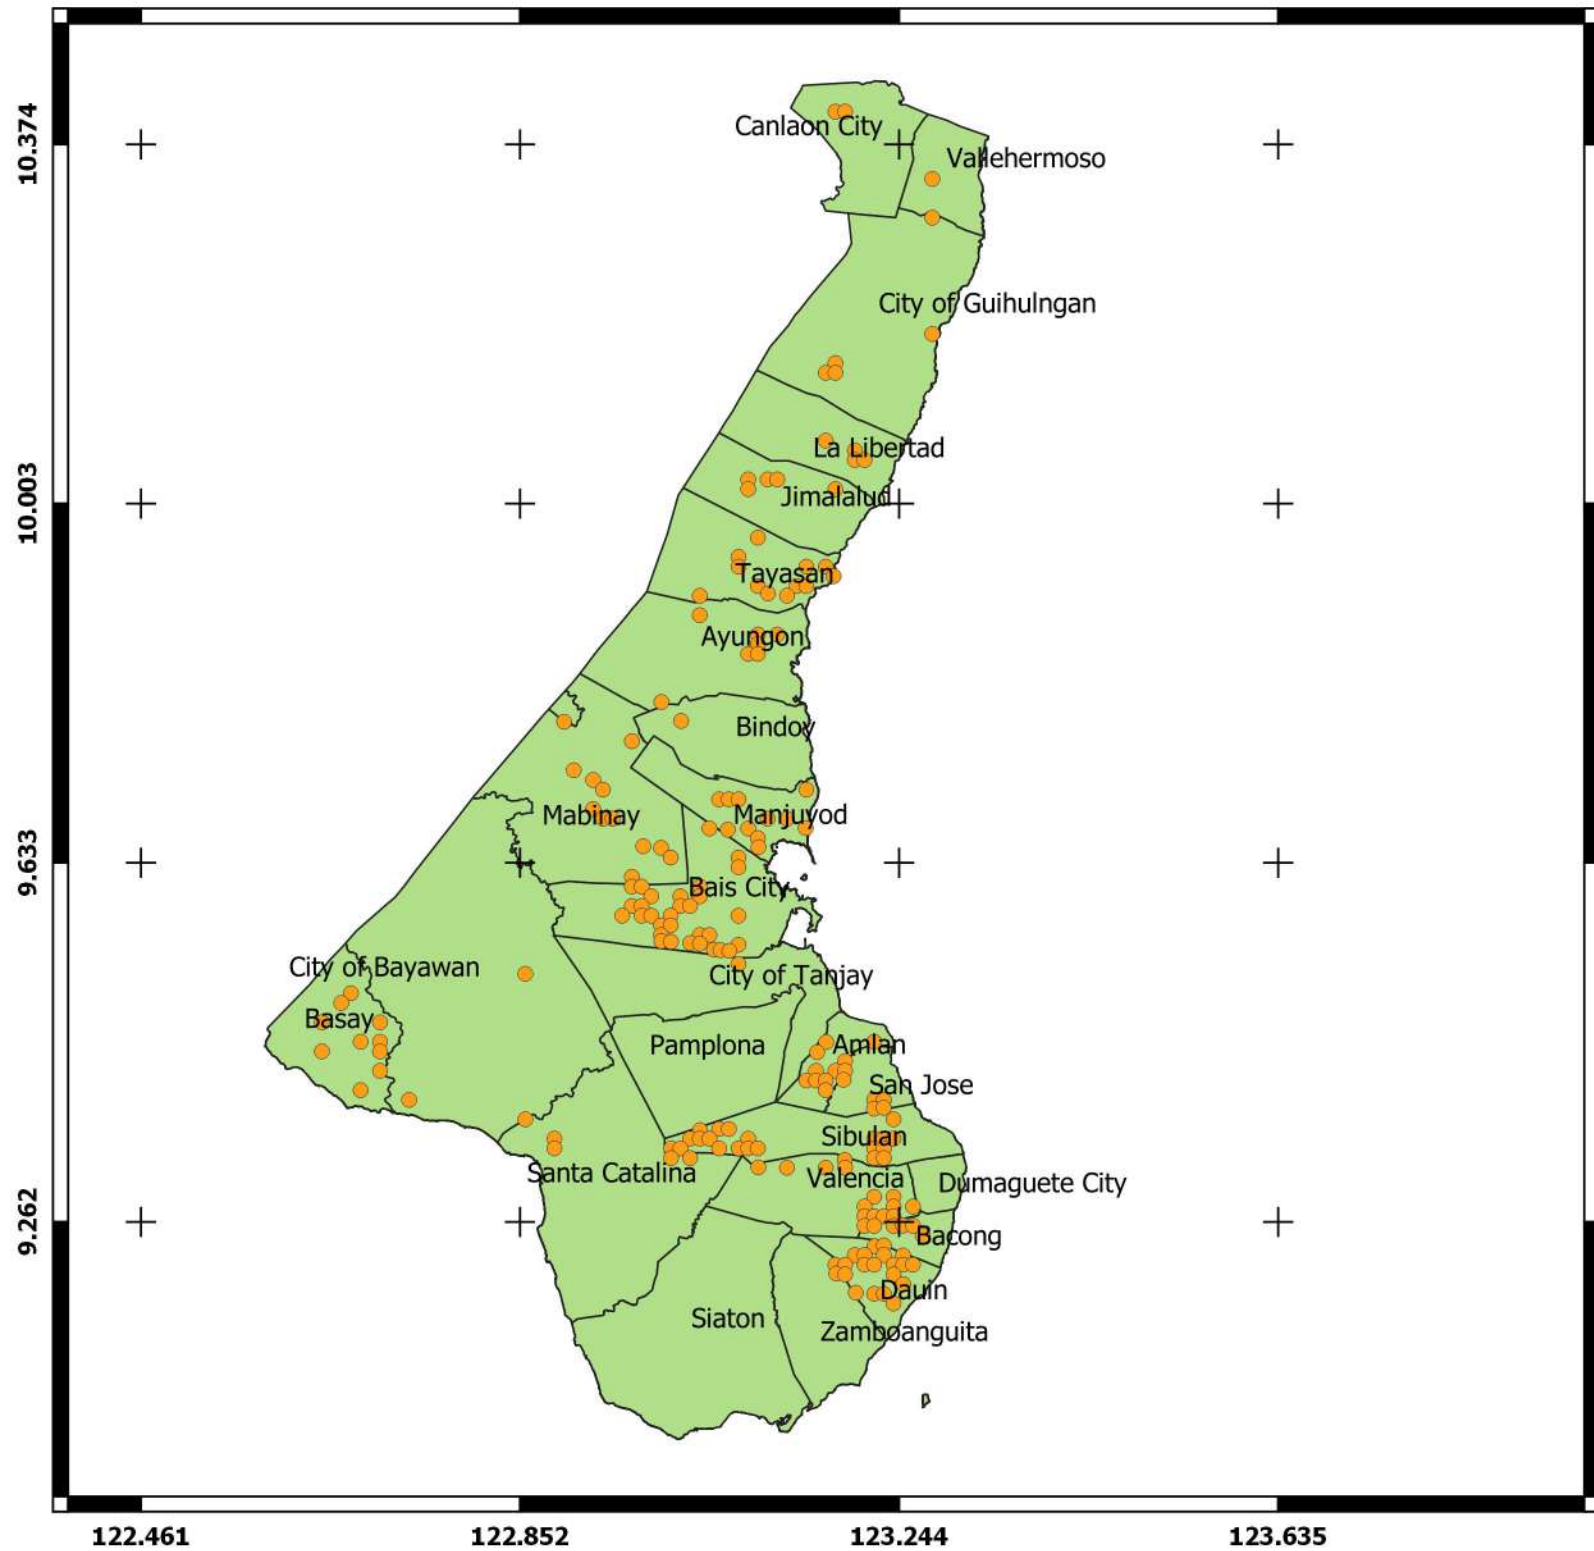 10.374
Canlaon City
Vallehermoso
City of Guihulngan
La Libertad
10.003
Jimalalud
Tayasan
Ayungon
Bindoy
Mabinay
Manjuyod
9.633
Bais City
City of Bayawan
City of Tanjay
Basay
Pamplona
Amlan
San Jose
Sibulan
Santa Catalina
Valencia
Dumaguete City
9.262
Bacong
Dauin
Siaton
Zamboanguita
122.461
122.852
123.244
123.635